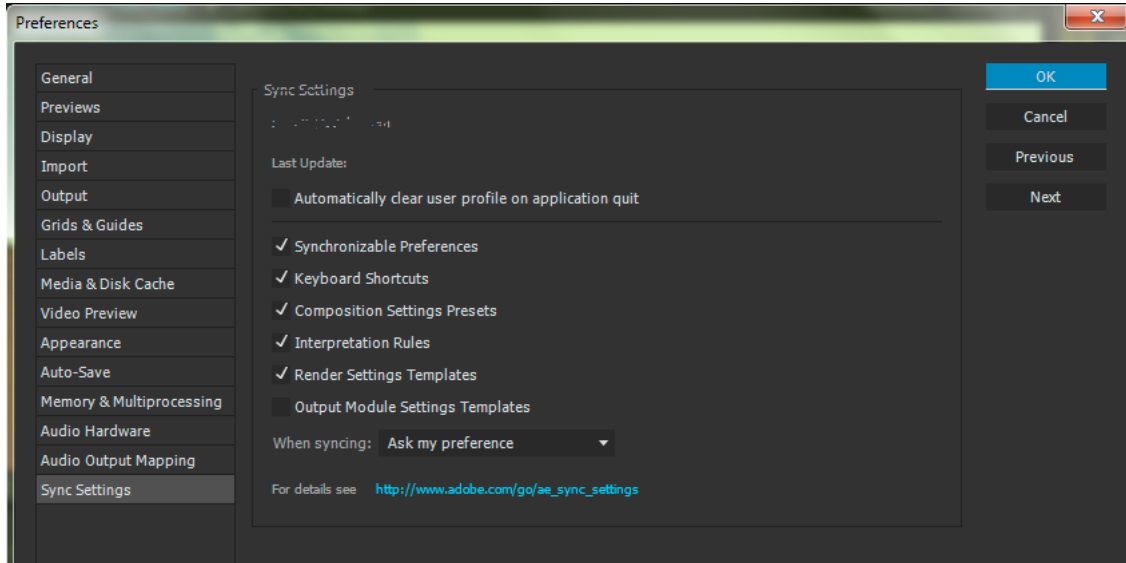 Preferences
General
Previews
Display
Import
Output
Grids & Guides
Labels
Media & Disk Cache
Video Preview
Appearance
Auto-Save
Memory & Multiprocessing
Audio Hardware
Audio Output Mapping
Sync Settings
Sync Settings
Last Update:
Automatically clear user profile on application quit
Synchronizable Preferences
Keyboard Shortcuts
Composition Settings Presets
Interpretation Rules
Render Settings Templates
Output Module Settings Templates
When syncing: Ask my preference
For details see http://www.adobe.com/go/ae_sync_settings
OK
Cancel
Previous
Next